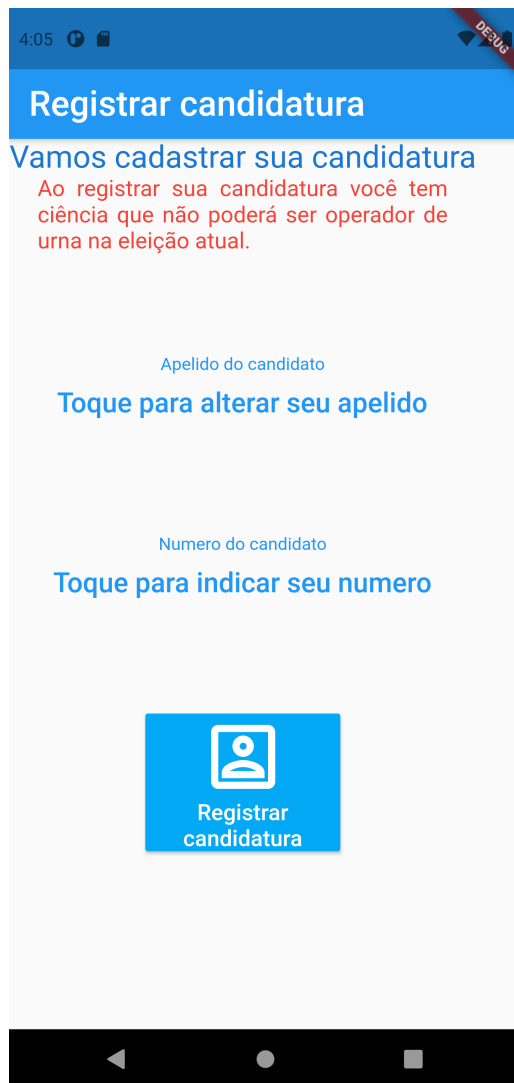 4:05
DEBUG
Registrar candidatura
Vamos cadastrar sua candidatura
Ao registrar sua candidatura você tem
ciência que não poderá ser operador de
urna na eleição atual.
Apelido do candidato
Toque para alterar seu apelido
Numero do candidato
Toque para indicar seu numero
Registrar
candidatura